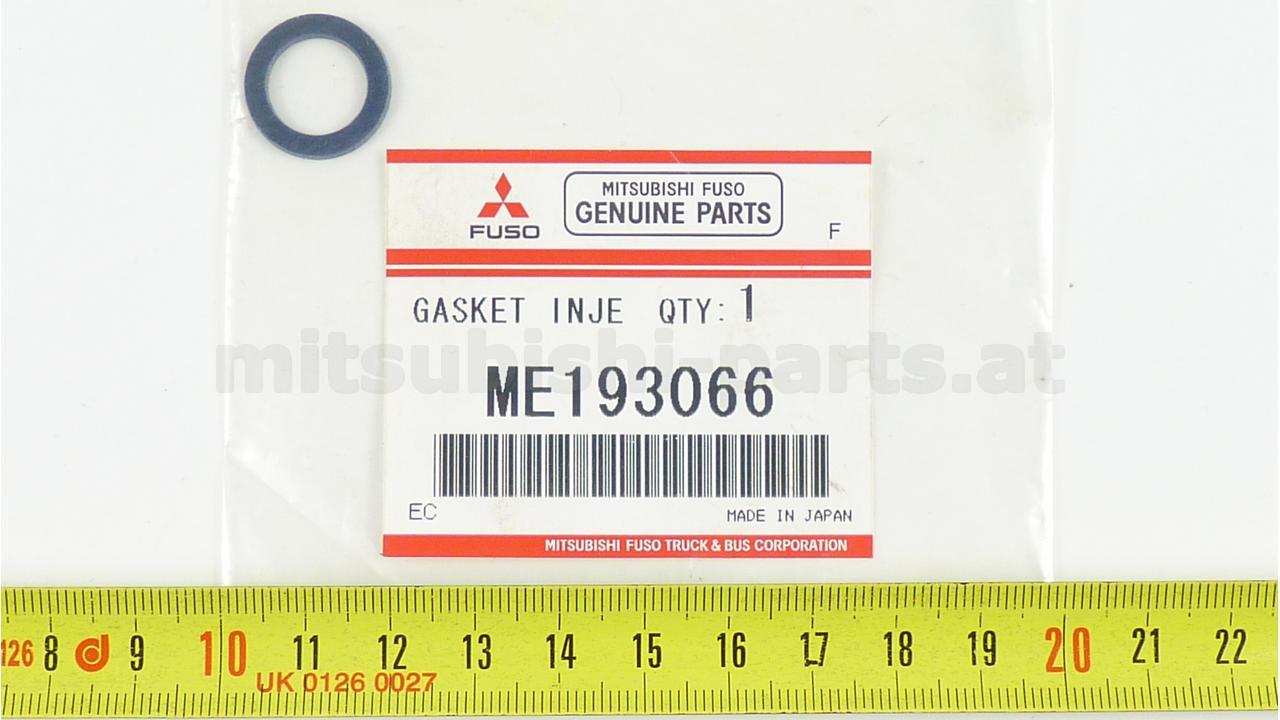 MITSUBISHI FUSO
GENUINE PARTS
FUSO
F
GASKET INJE QTY: 1
mitsubishi-parts.at
ME193066
EC
MADE IN JAPAN
MITSUBISHI FUSO TRUCK & BUS CORPORATION
126 8 d 9 10 11 12 13 14 15 16 17 18 19 20 21 22
UK 0126 0027